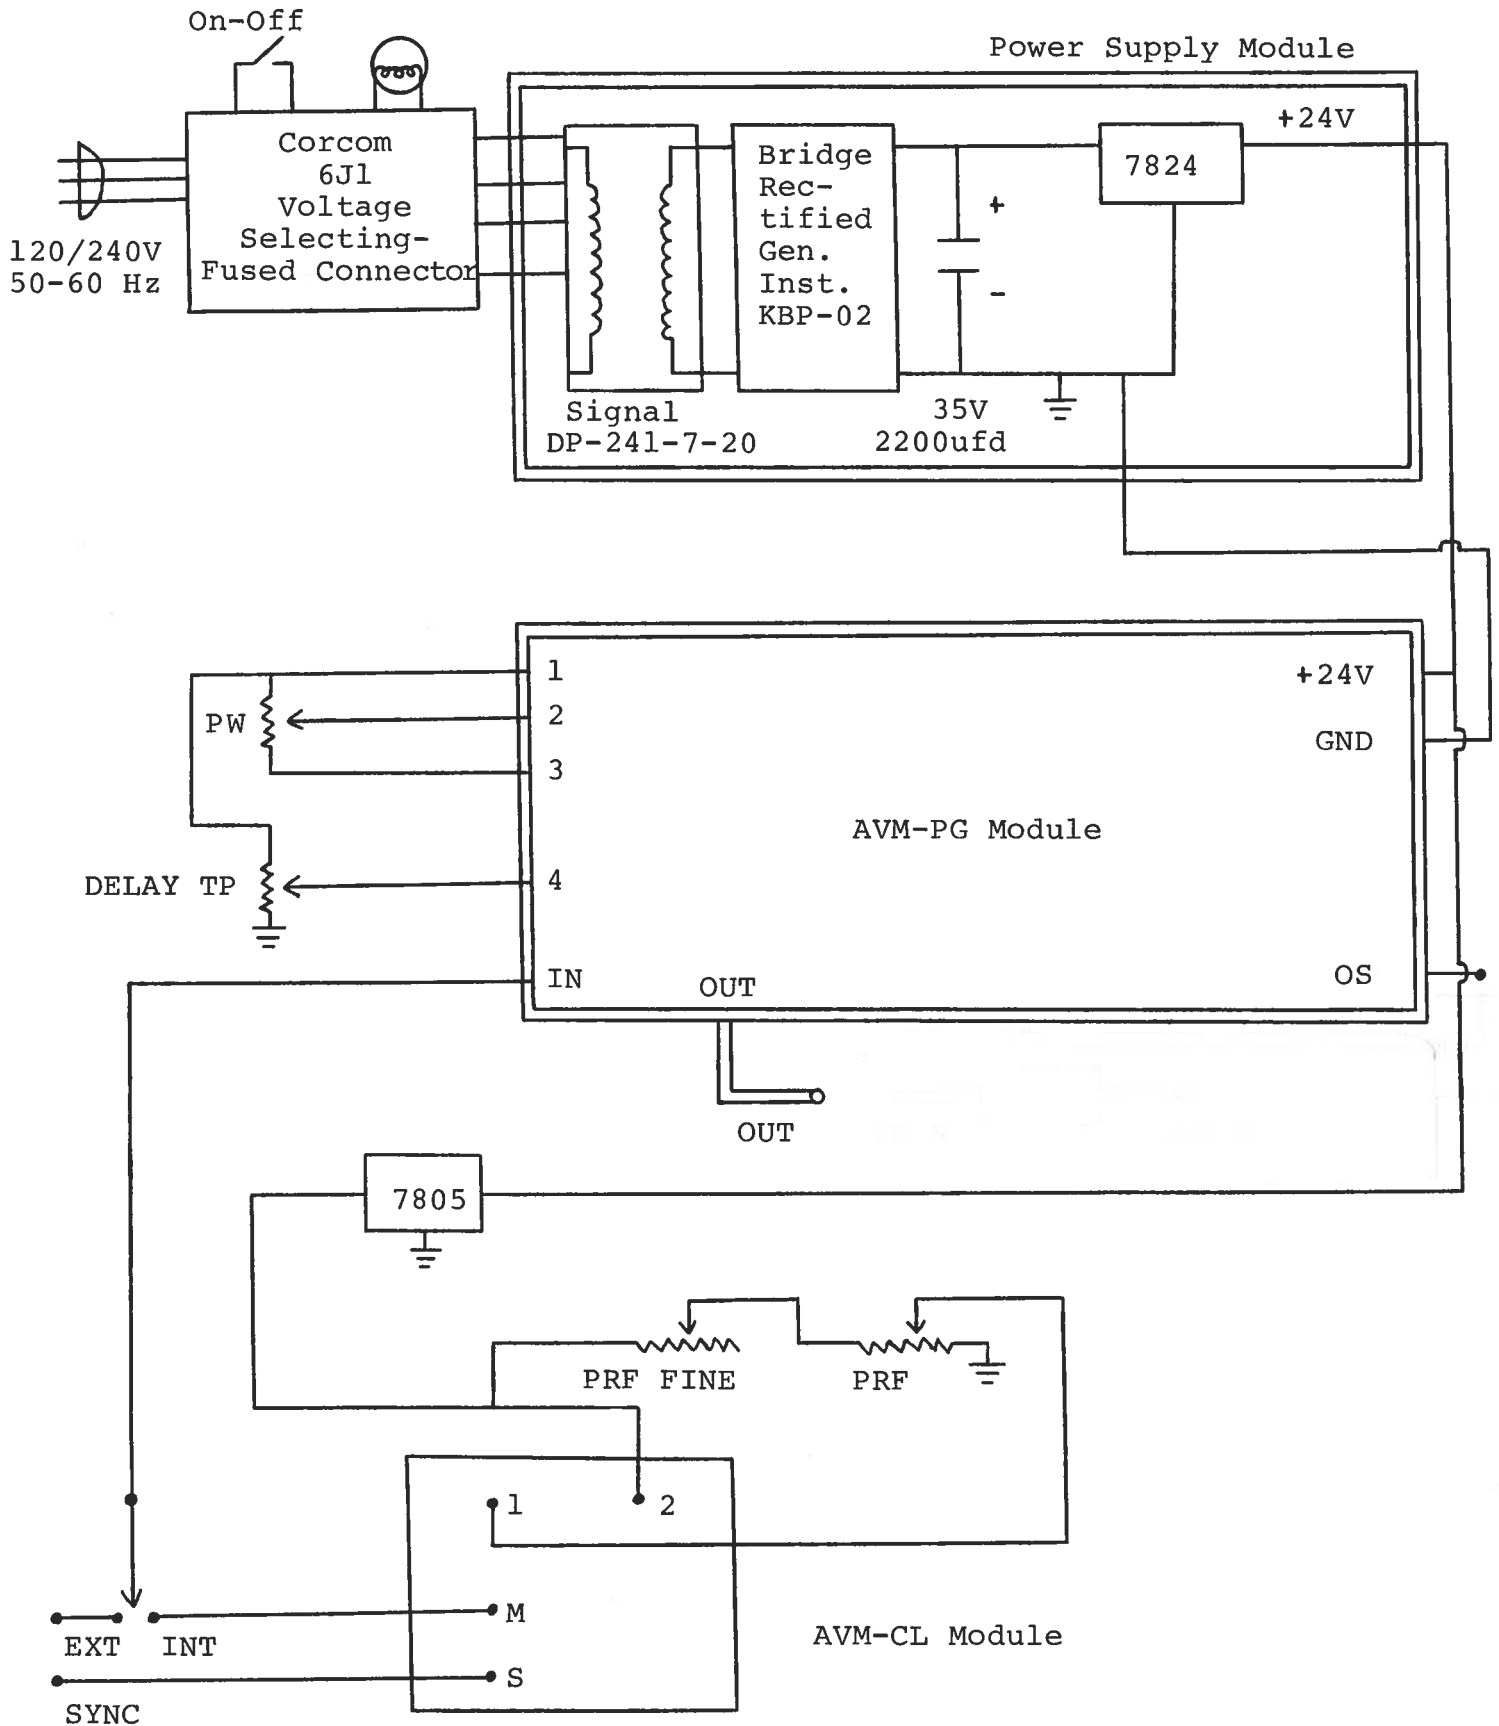 On-Off
Power Supply Module
Corcom
6J1
Voltage
Selecting-
Fused Connector
120/240V
50-60 Hz
Bridge
Rec-
tified
Gen.
Inst.
KBP-02
+
-
7824
+24V
Signal
DP-241-7-20
35V
2200ufd
1
2
3
4
IN
PW
DELAY TP
+24V
GND
AVM-PG Module
OS
OUT
OUT
7805
PRF FINE
PRF
1
2
M
S
AVM-CL Module
EXT INT
SYNC